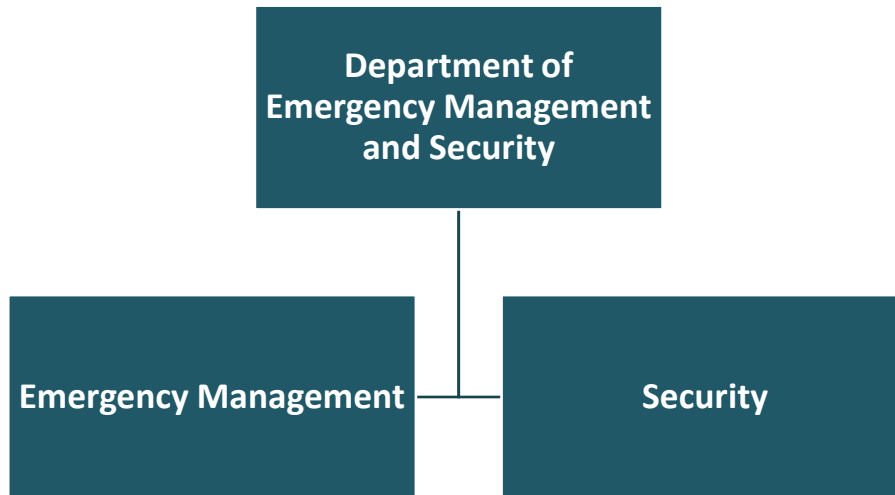 Department of
Emergency Management
and Security
Emergency Management
Security